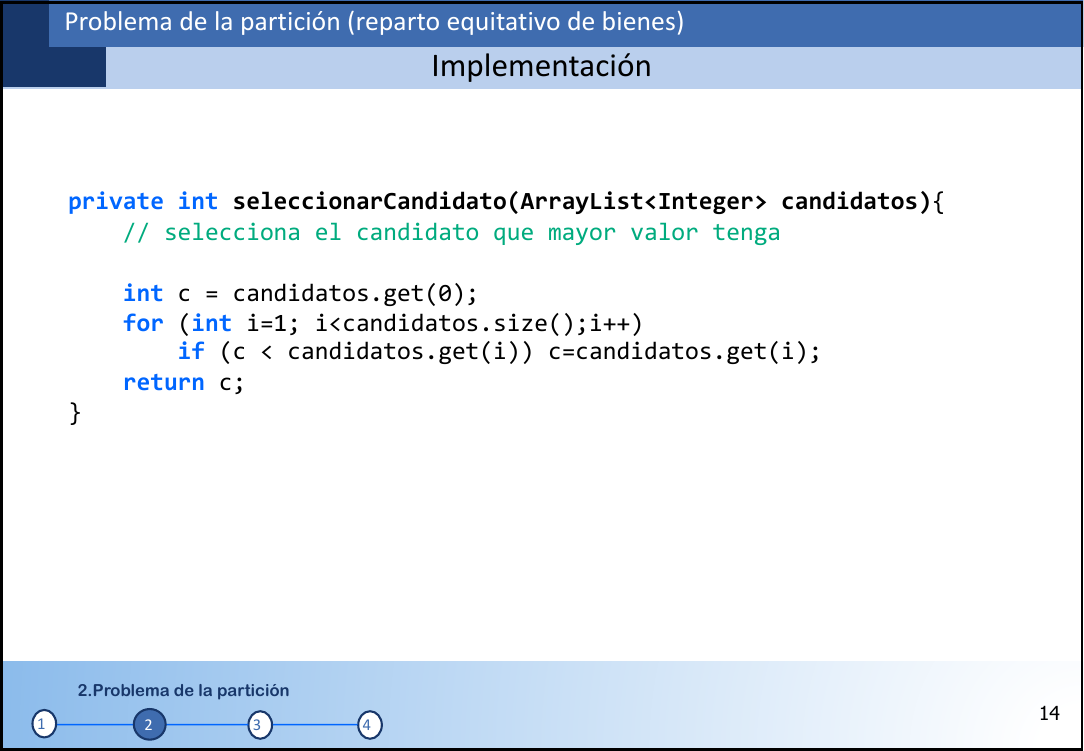 Problema de la partición (reparto equitativo de bienes)
Implementación
private int seleccionarCandidato(ArrayList<Integer> candidatos){
// selecciona el candidato que mayor valor tenga
int c = candidatos.get(0);
for (int i=1; i<candidatos.size();i++)
if (c < candidatos.get(i)) c=candidatos.get(i);
return c;
}
2.Problema de la partición
1 2 3 4
14